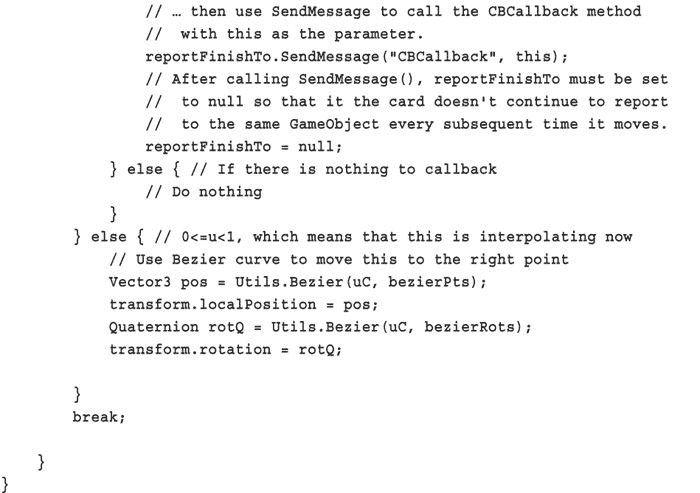 // … then use SendMessage to call the CBCallback method
//  with this as the parameter.
reportFinishTo.SendMessage("CBCallback", this);
// After calling SendMessage(), reportFinishTo must be set
//  to null so that it the card doesn't continue to report
//  to the same GameObject every subsequent time it moves.
reportFinishTo = null;
} else { // If there is nothing to callback
// Do nothing
}
} else { // 0<=u<1, which means that this is interpolating now
// Use Bezier curve to move this to the right point
Vector3 pos = Utils.Bezier(uC, bezierPts);
transform.localPosition = pos;
Quaternion rotQ = Utils.Bezier(uC, bezierRots);
transform.rotation = rotQ;
}
break;
}
}